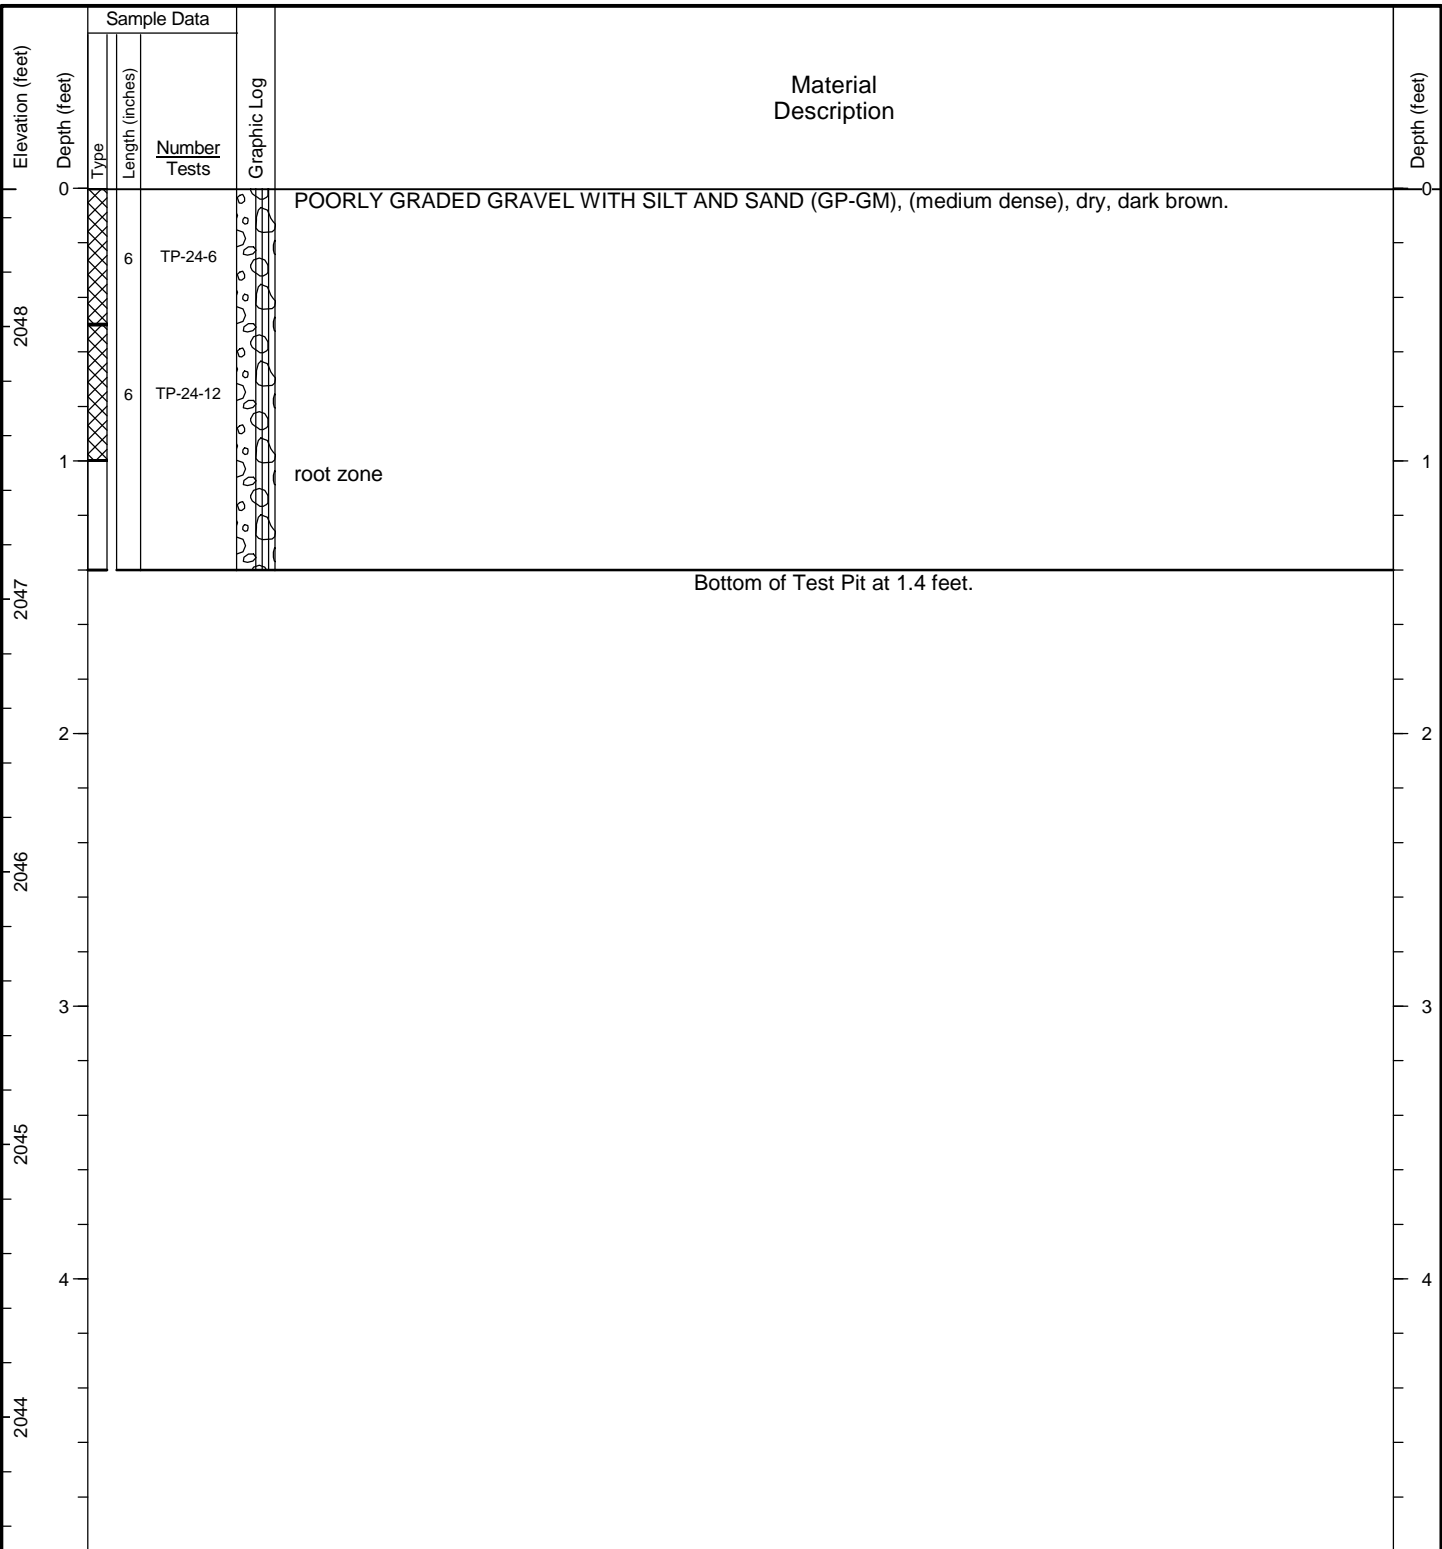 Sample Data
Elevation (feet)
Depth (feet)
Type
Length (inches)
Number
Tests
Graphic Log
Material
Description
Depth (feet)
0
0
POORLY GRADED GRAVEL WITH SILT AND SAND (GP-GM), (medium dense), dry, dark brown.
6
TP-24-6
2048
6
TP-24-12
1
root zone
1
Bottom of Test Pit at 1.4 feet.
2047
2
2
2046
3
3
2045
4
4
2044